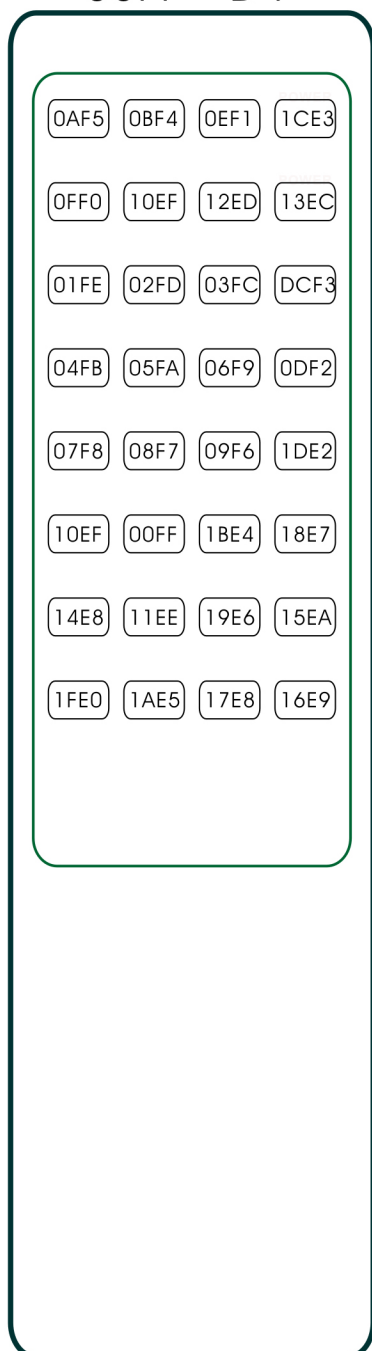 0AF5 0BF4 0EF1 1CE3
0FF0 10EF 12ED 13EC
01FE 02FD 03FC DCF3
04FB 05FA 06F9 0DF2
07F8 08F7 09F6 1DE2
10EF 00FF 1BE4 18E7
14E8 11EE 19E6 15EA
1FE0 1AE5 17E8 16E9